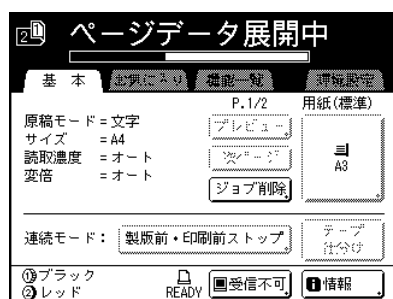 21 ページデータ展開中
基 本 お気に入り 機能一覧 環境設定
P.1/2 用紙(標準)
原稿モード=文字 プレビュー
サイズ =A4
読取濃度 =オート 次ページ
変倍 =オート
A3
ジョブ削除
連続モード: 製版前・印刷前ストップ テープ
仕分け
①ブラック
②レッド READY 受信不可 情報